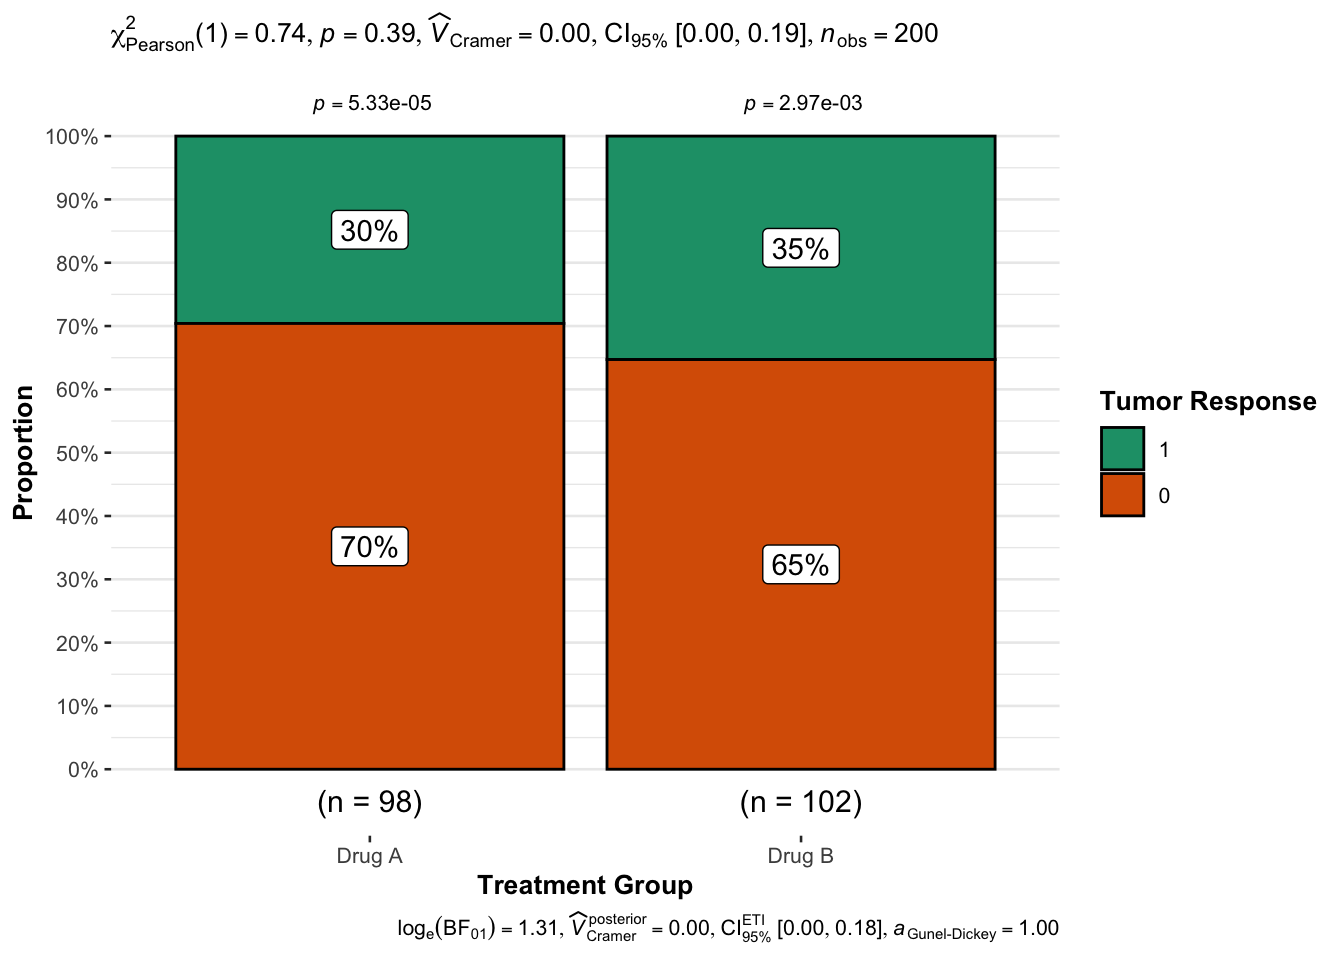 χ²Pearson(1) = 0.74, p = 0.39, V̂Cramer = 0.00, CI95% [0.00, 0.19], nobs = 200
p = 5.33e-05
p = 2.97e-03
100%
90%
80%
70%
60%
50%
40%
30%
20%
10%
0%
Proportion
30%
35%
70%
65%
Tumor Response
1
0
(n = 98)
(n = 102)
Drug A
Drug B
Treatment Group
loge(BF01) = 1.31, V̂posteriorCramer = 0.00, CIETI95% [0.00, 0.18], aGunel-Dickey = 1.00